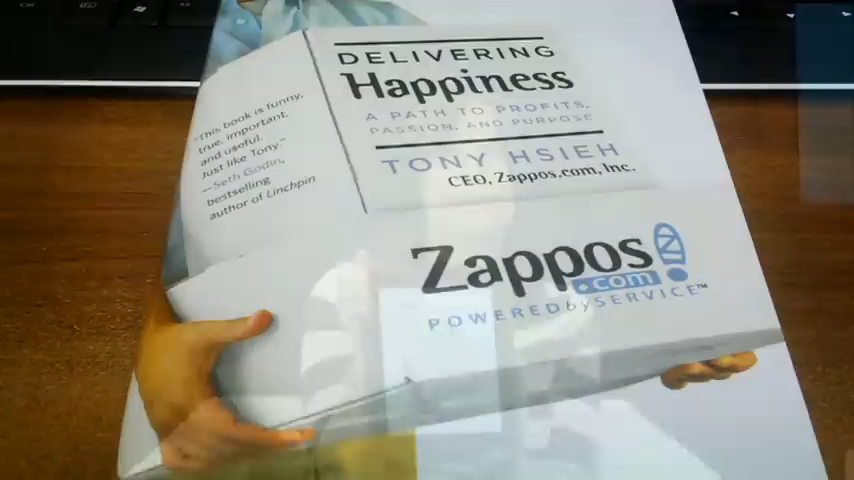 DELIVERING
Happiness
A PATH TO PROFITS,
PASSION, AND PURPOSE
TONY HSIEH
CEO, Zappos.com, Inc.
"This book is funny,
true, important,
and useful.
Just like Tony."
—Seth Godin,
bestselling
author of Linchpin
Zappos
.com
POWERED by SERVICE™